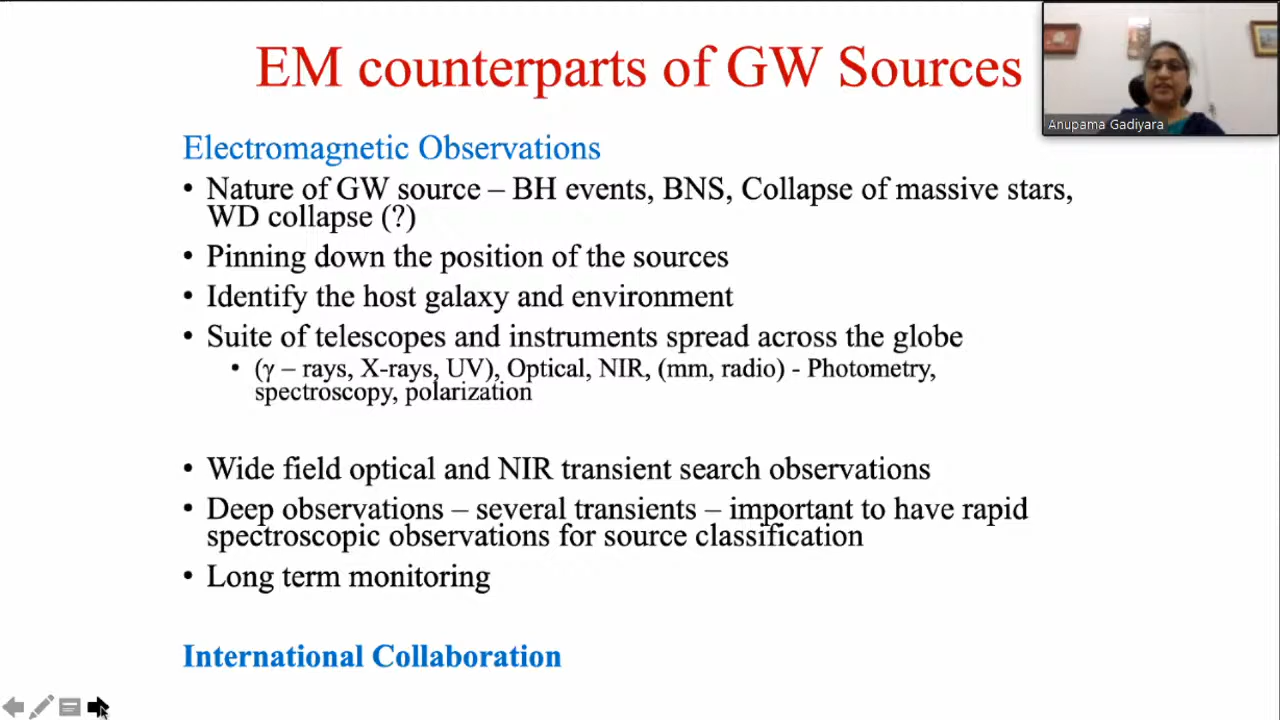 EM counterparts of GW Sources
Anupama Gadiyara
Electromagnetic Observations
• Nature of GW source – BH events, BNS, Collapse of massive stars,
WD collapse (?)
• Pinning down the position of the sources
• Identify the host galaxy and environment
• Suite of telescopes and instruments spread across the globe
• (γ – rays, X-rays, UV), Optical, NIR, (mm, radio) - Photometry,
spectroscopy, polarization
• Wide field optical and NIR transient search observations
• Deep observations – several transients – important to have rapid
spectroscopic observations for source classification
• Long term monitoring
International Collaboration